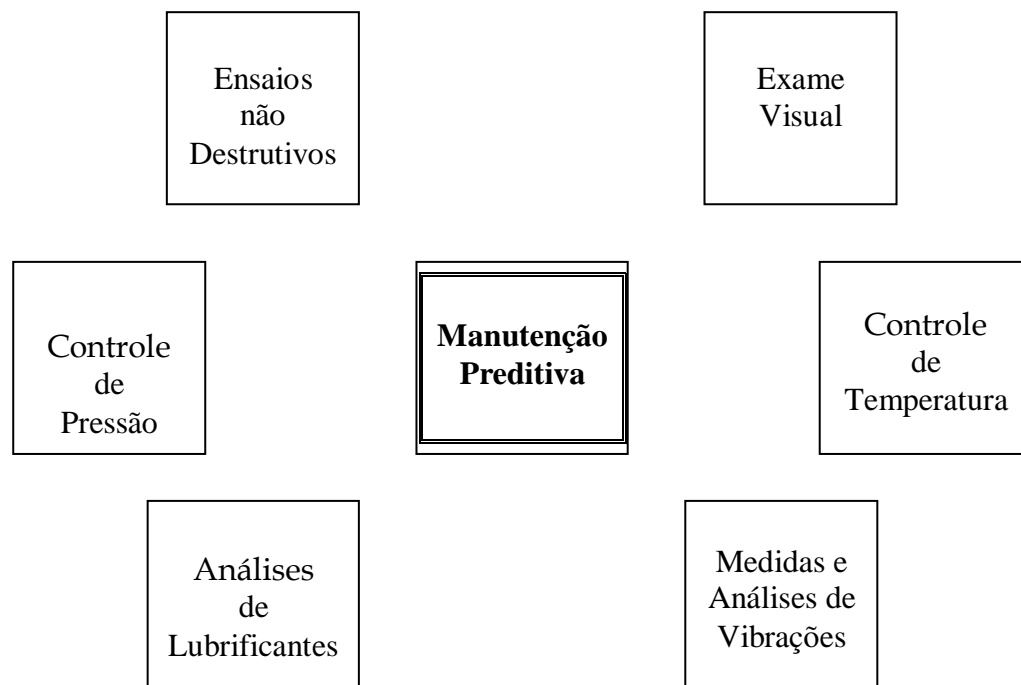 Ensaios
não
Destrutivos
Exame
Visual
Controle
de
Pressão
Manutenção
Preditiva
Controle
de
Temperatura
Análises
de
Lubrificantes
Medidas e
Análises de
Vibrações